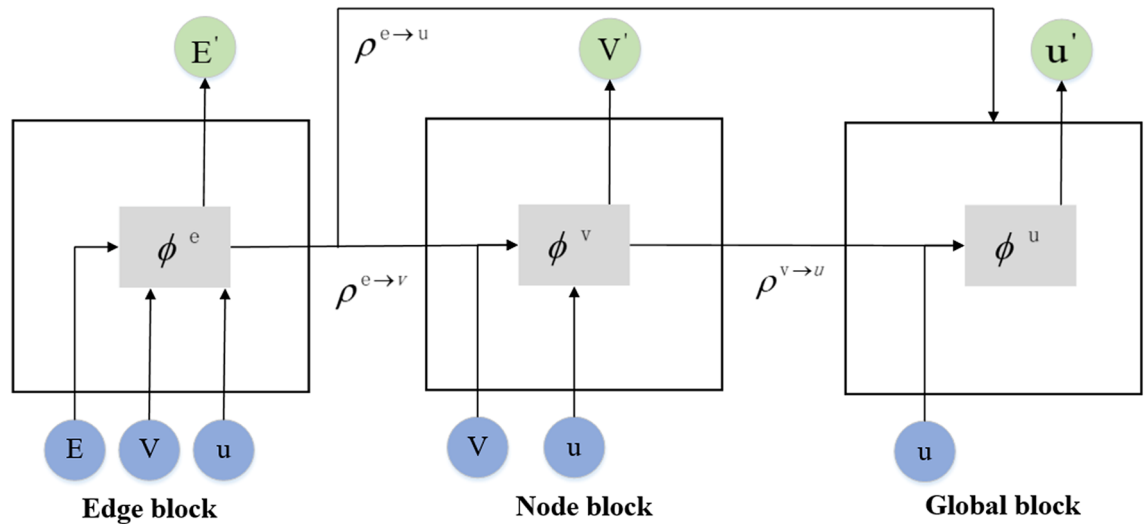 E' V' u'
ρ e→u
ϕ e ϕ v ϕ u
ρ e→v ρ v→u
E V u V u u
Edge block Node block Global block